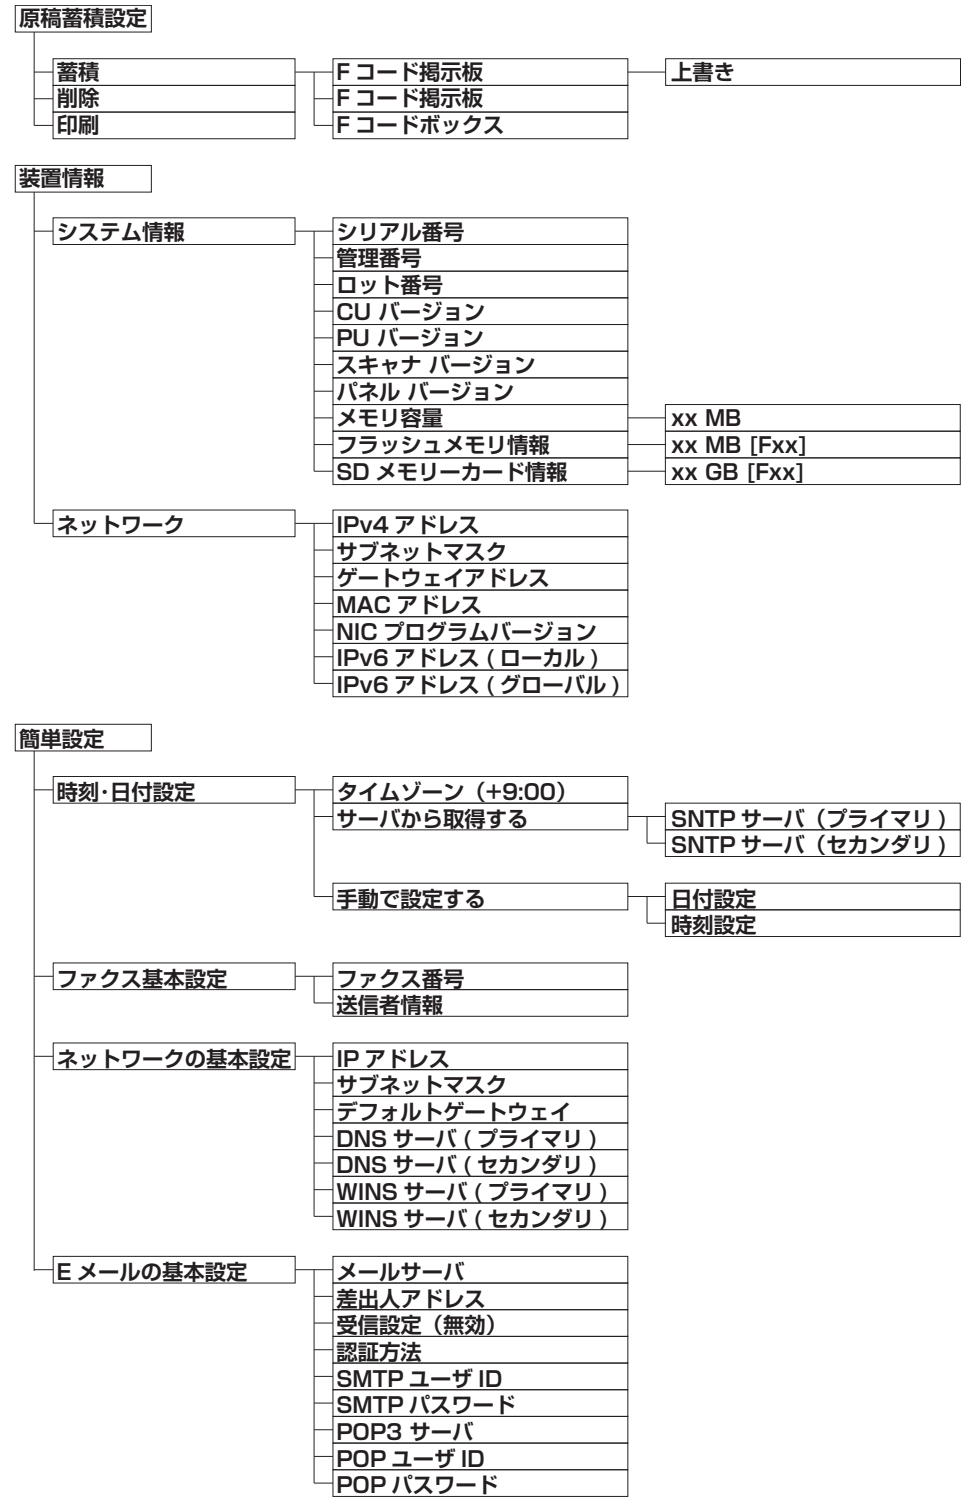 原稿蓄積設定
蓄積 F コード掲示板 上書き
削除 F コード掲示板
印刷 F コードボックス
装置情報
システム情報 シリアル番号
管理番号
ロット番号
CU バージョン
PU バージョン
スキャナ バージョン
パネル バージョン
メモリ容量 xx MB
フラッシュメモリ情報 xx MB [Fxx]
SD メモリーカード情報 xx GB [Fxx]
ネットワーク IPv4 アドレス
サブネットマスク
ゲートウェイアドレス
MAC アドレス
NIC プログラムバージョン
IPv6 アドレス ( ローカル )
IPv6 アドレス ( グローバル )
簡単設定
時刻･日付設定 タイムゾーン（+9:00）
サーバから取得する SNTP サーバ（プライマリ )
SNTP サーバ（セカンダリ )
手動で設定する 日付設定
時刻設定
ファクス基本設定 ファクス番号
送信者情報
ネットワークの基本設定 IP アドレス
サブネットマスク
デフォルトゲートウェイ
DNS サーバ ( プライマリ )
DNS サーバ ( セカンダリ )
WINS サーバ ( プライマリ )
WINS サーバ ( セカンダリ )
E メールの基本設定 メールサーバ
差出人アドレス
受信設定（無効）
認証方法
SMTP ユーザ ID
SMTP パスワード
POP3 サーバ
POP ユーザ ID
POP パスワード